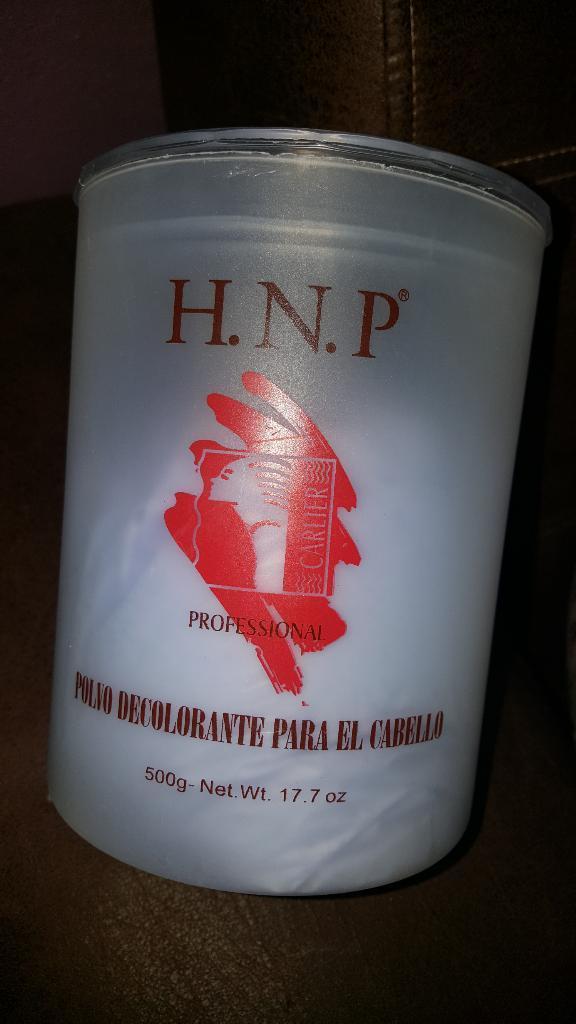 H.N.P®
CARLIER
PROFESSIONAL
POLVO DECOLORANTE PARA EL CABELLO
500g- Net.Wt. 17.7 oz